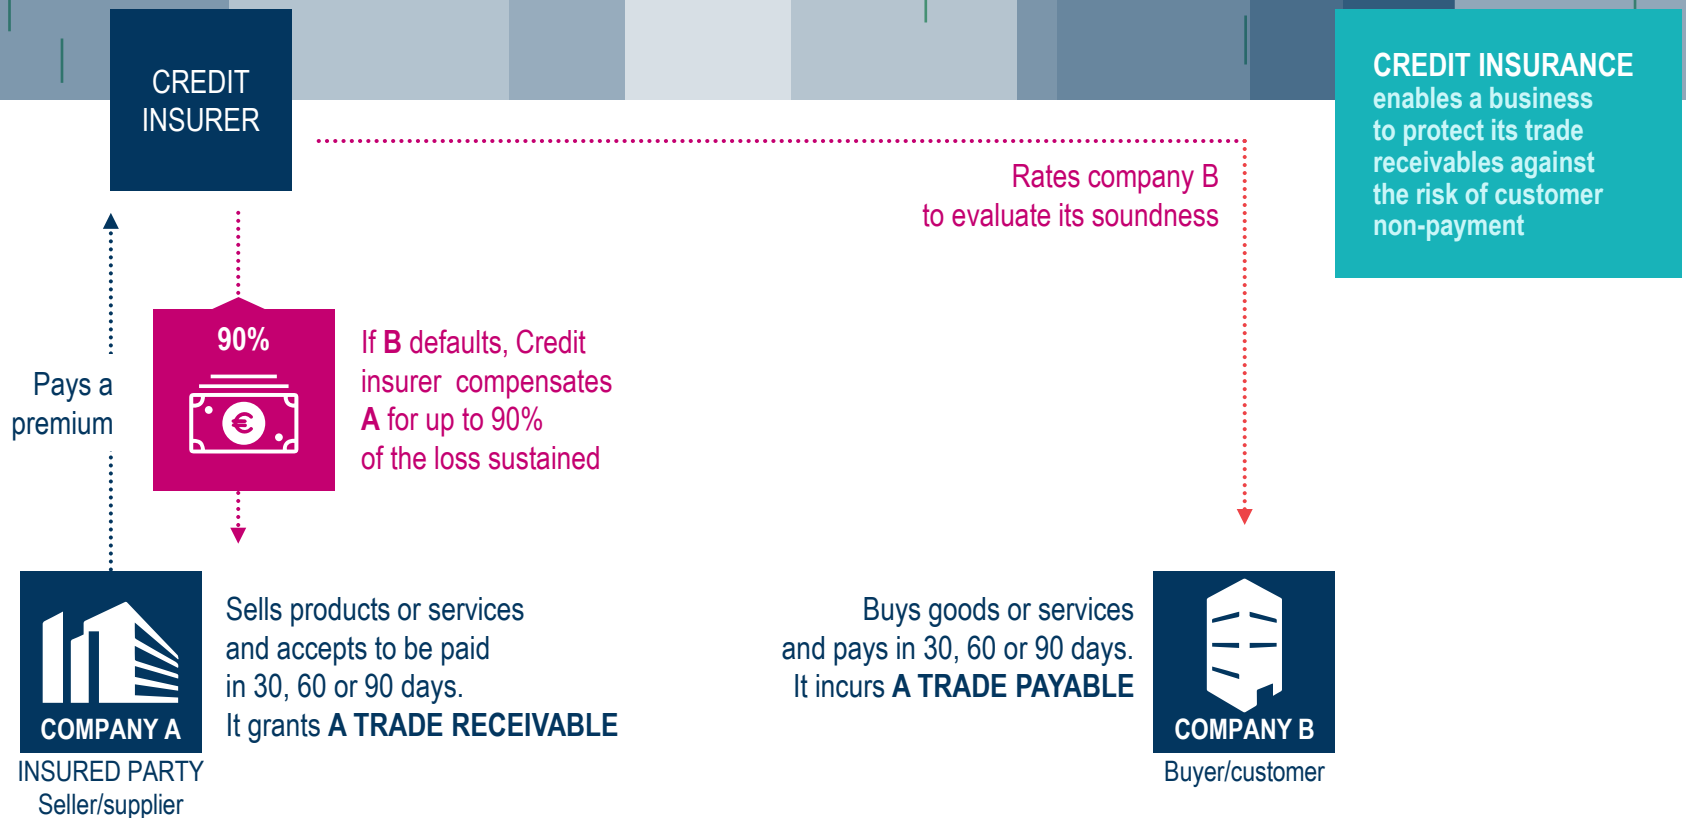 CREDIT
INSURER
CREDIT INSURANCE
enables a business
to protect its trade
receivables against
the risk of customer
non-payment
Rates company B
to evaluate its soundness
90%
€
If B defaults, Credit
insurer compensates
A for up to 90%
of the loss sustained
Pays a
premium
Sells products or services
and accepts to be paid
in 30, 60 or 90 days.
It grants A TRADE RECEIVABLE
COMPANY A
INSURED PARTY
Seller/supplier
Buys goods or services
and pays in 30, 60 or 90 days.
It incurs A TRADE PAYABLE
COMPANY B
Buyer/customer